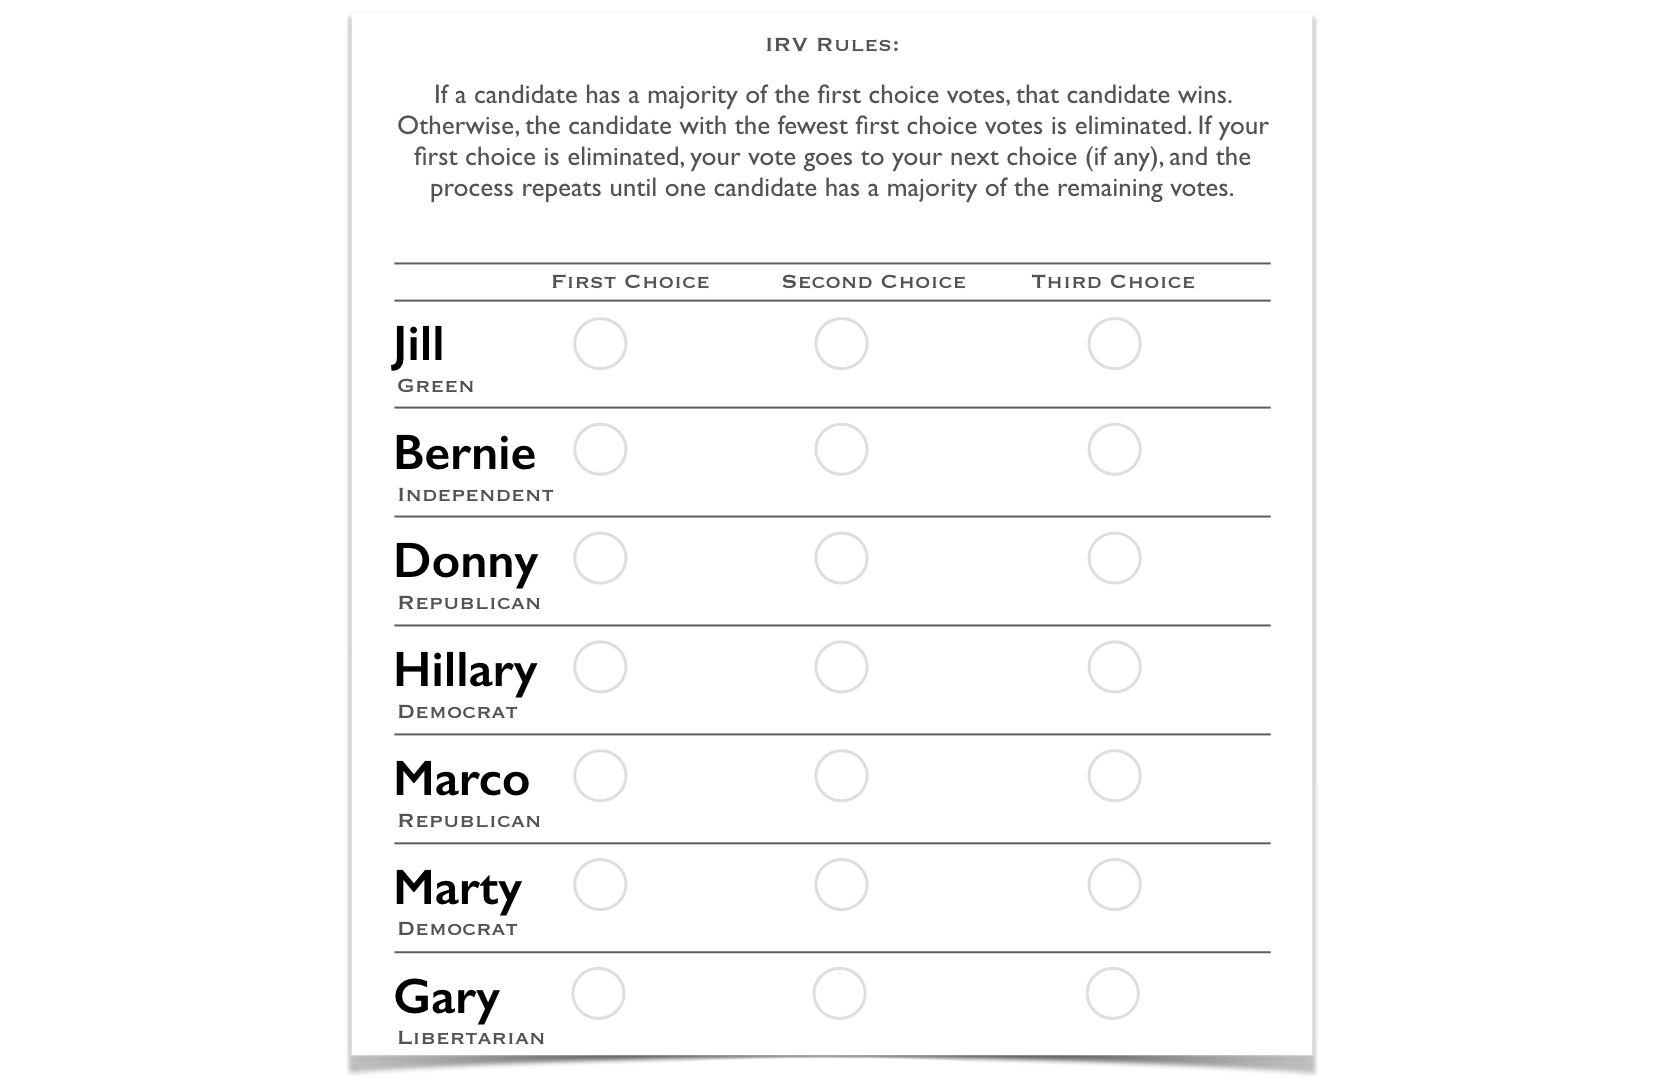 IRV Rules:
If a candidate has a majority of the first choice votes, that candidate wins.
Otherwise, the candidate with the fewest first choice votes is eliminated. If your
first choice is eliminated, your vote goes to your next choice (if any), and the
process repeats until one candidate has a majority of the remaining votes.
First Choice Second Choice Third Choice
Jill
Green
Bernie
Independent
Donny
Republican
Hillary
Democrat
Marco
Republican
Marty
Democrat
Gary
Libertarian